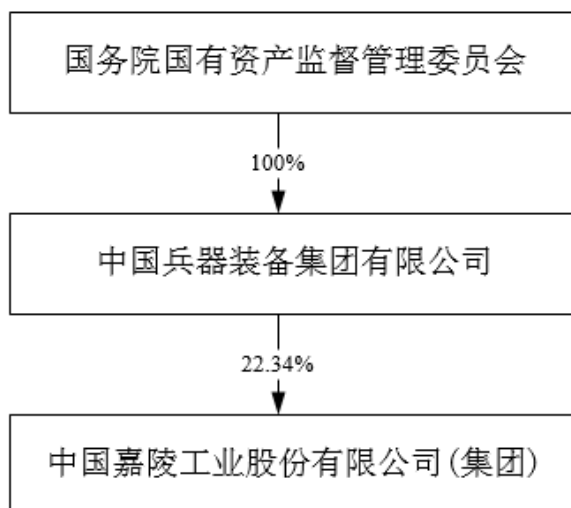 国务院国有资产监督管理委员会
100%
中国兵器装备集团有限公司
22.34%
中国嘉陵工业股份有限公司(集团)